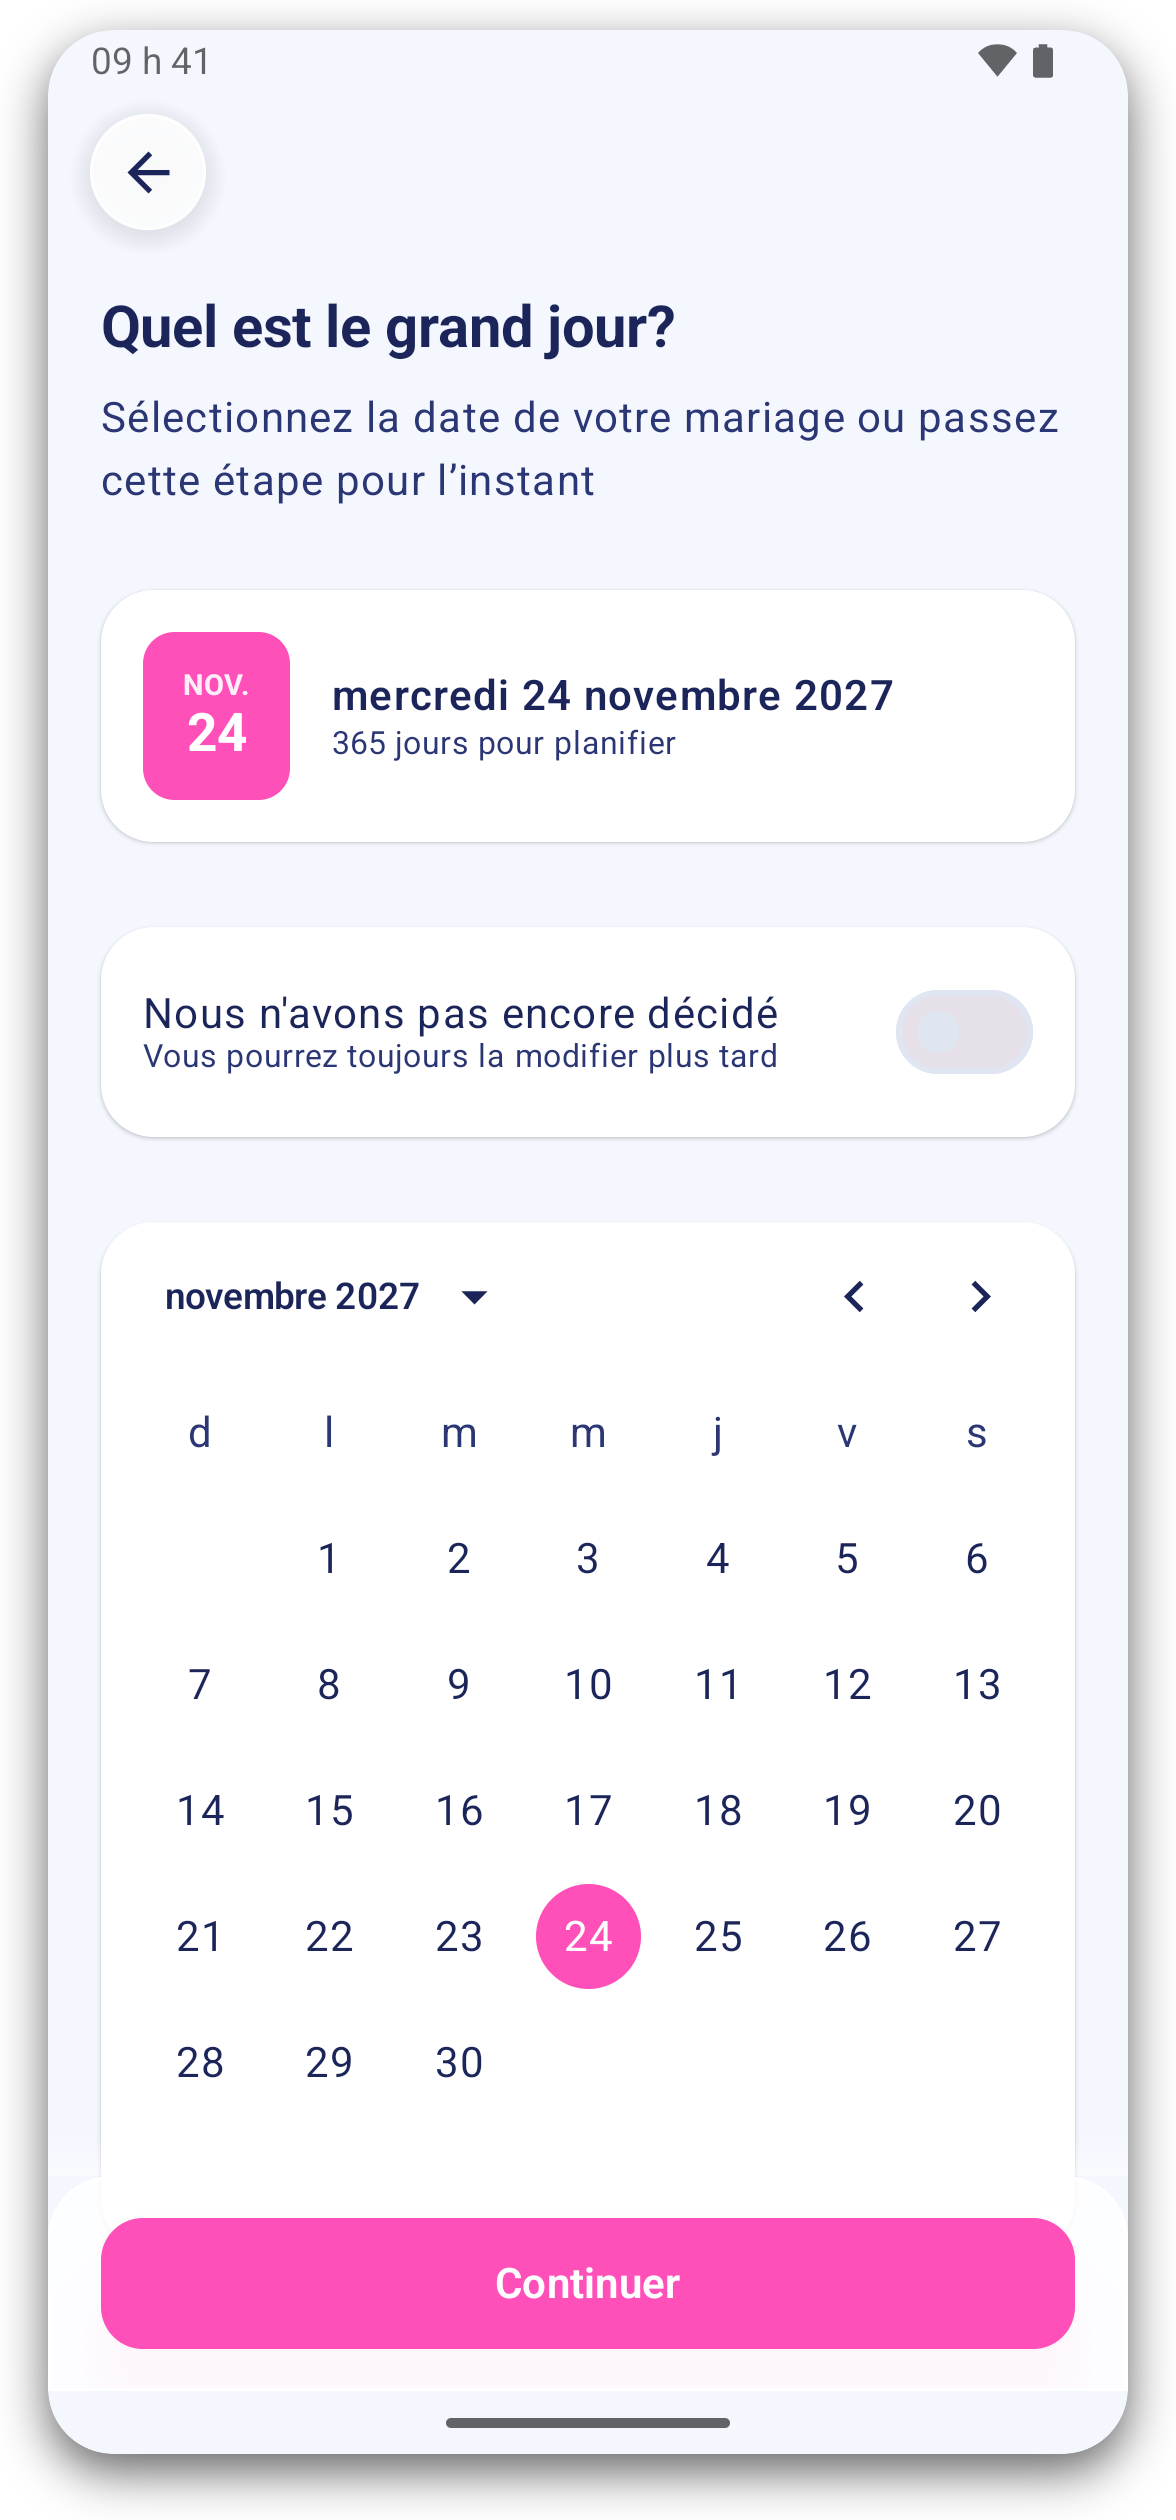 09 h 41
Quel est le grand jour?
Sélectionnez la date de votre mariage ou passez
cette étape pour l’instant
NOV.
24
mercredi 24 novembre 2027
365 jours pour planifier
Nous n'avons pas encore décidé
Vous pourrez toujours la modifier plus tard
novembre 2027
d l m m j v s
1 2 3 4 5 6
7 8 9 10 11 12 13
14 15 16 17 18 19 20
21 22 23 24 25 26 27
28 29 30
Continuer